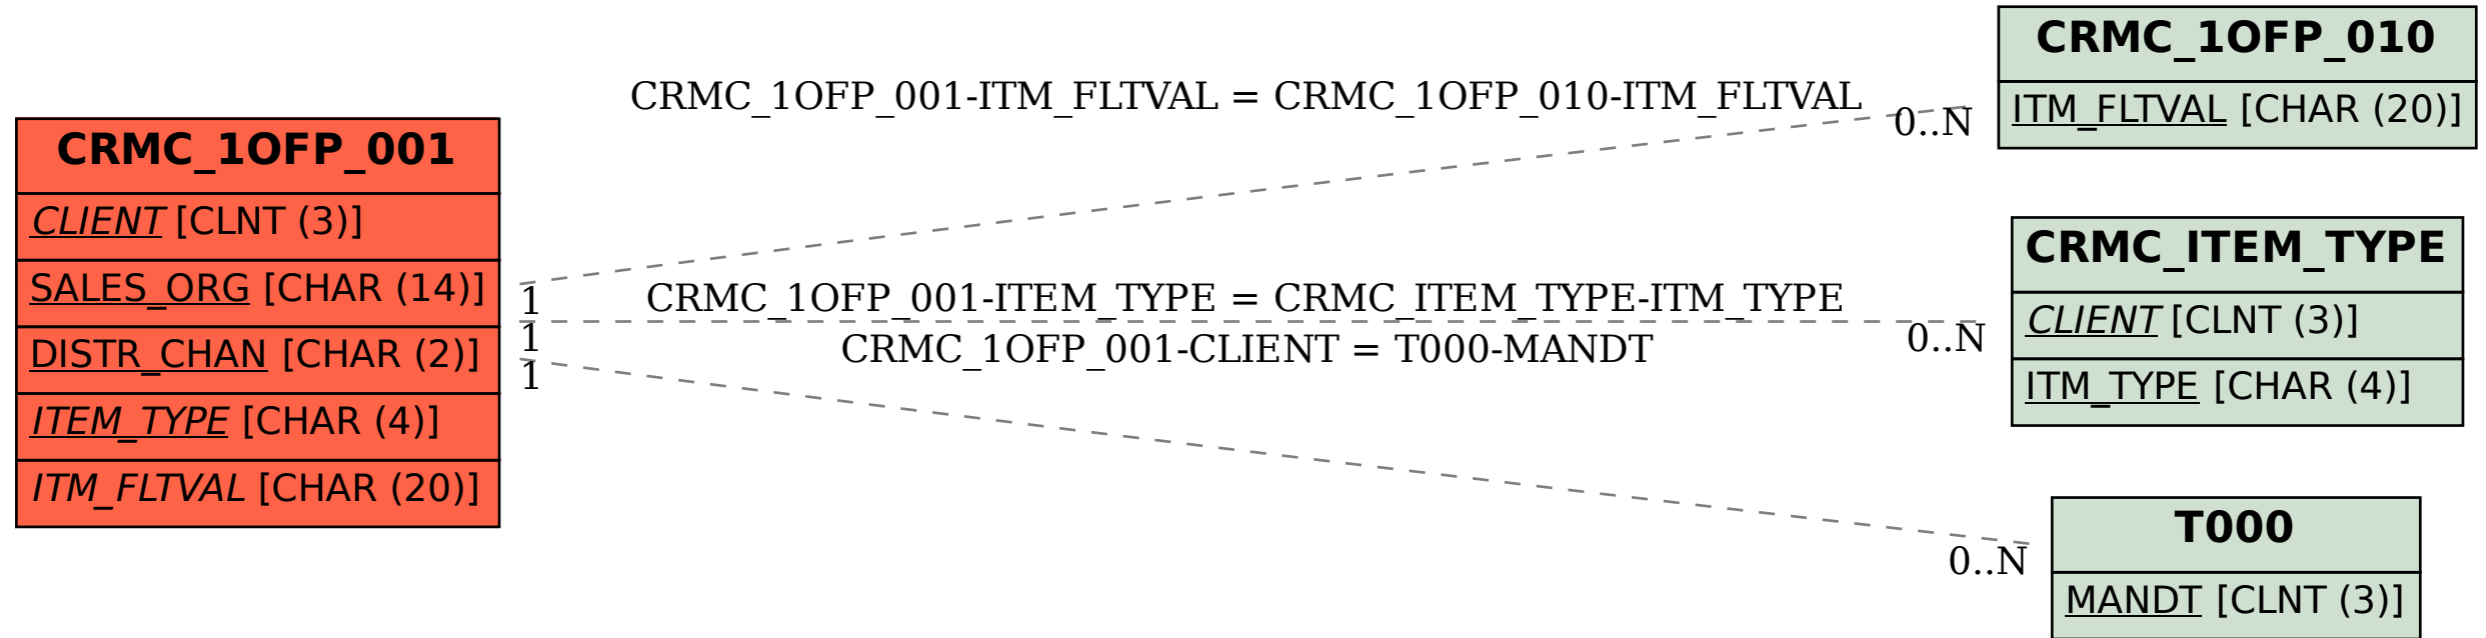 CRMC_1OFP_001
CLIENT [CLNT (3)]
SALES_ORG [CHAR (14)]
DISTR_CHAN [CHAR (2)]
ITEM_TYPE [CHAR (4)]
ITM_FLTVAL [CHAR (20)]
CRMC_1OFP_001-ITM_FLTVAL = CRMC_1OFP_010-ITM_FLTVAL
0..N
1
CRMC_1OFP_001-ITEM_TYPE = CRMC_ITEM_TYPE-ITM_TYPE
0..N
1
CRMC_1OFP_001-CLIENT = T000-MANDT
1
0..N
CRMC_1OFP_010
ITM_FLTVAL [CHAR (20)]
CRMC_ITEM_TYPE
CLIENT [CLNT (3)]
ITM_TYPE [CHAR (4)]
T000
MANDT [CLNT (3)]